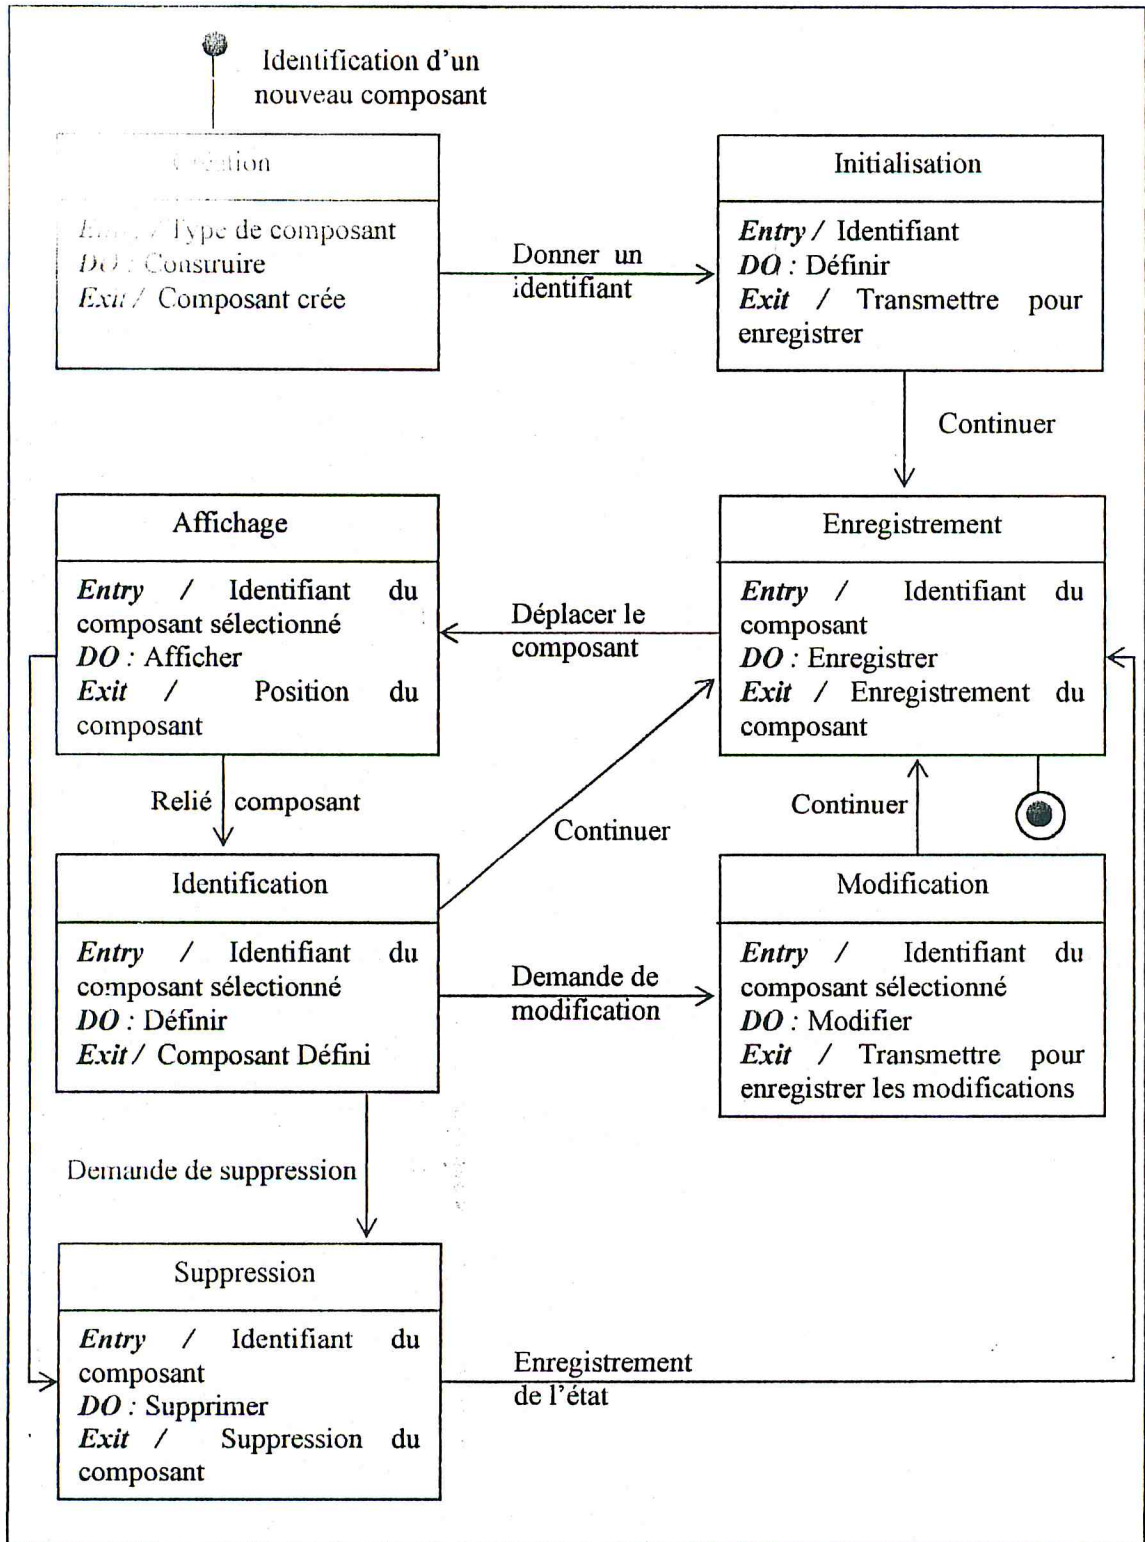 Identification d'un
nouveau composant
Création
Entry / Type de composant
DO : Construire
Exit / Composant crée
Donner un
identifiant
Initialisation
Entry / Identifiant
DO : Définir
Exit / Transmettre pour
enregistrer
Continuer
Affichage
Entry / Identifiant du
composant sélectionné
DO : Afficher
Exit / Position du
composant
Déplacer le
composant
Enregistrement
Entry / Identifiant du
composant
DO : Enregistrer
Exit / Enregistrement du
composant
Relié composant
Continuer
Continuer
Identification
Entry / Identifiant du
composant sélectionné
DO : Définir
Exit / Composant Défini
Demande de
modification
Modification
Entry / Identifiant du
composant sélectionné
DO : Modifier
Exit / Transmettre pour
enregistrer les modifications
Demande de suppression
Suppression
Entry / Identifiant du
composant
DO : Supprimer
Exit / Suppression du
composant
Enregistrement
de l'état